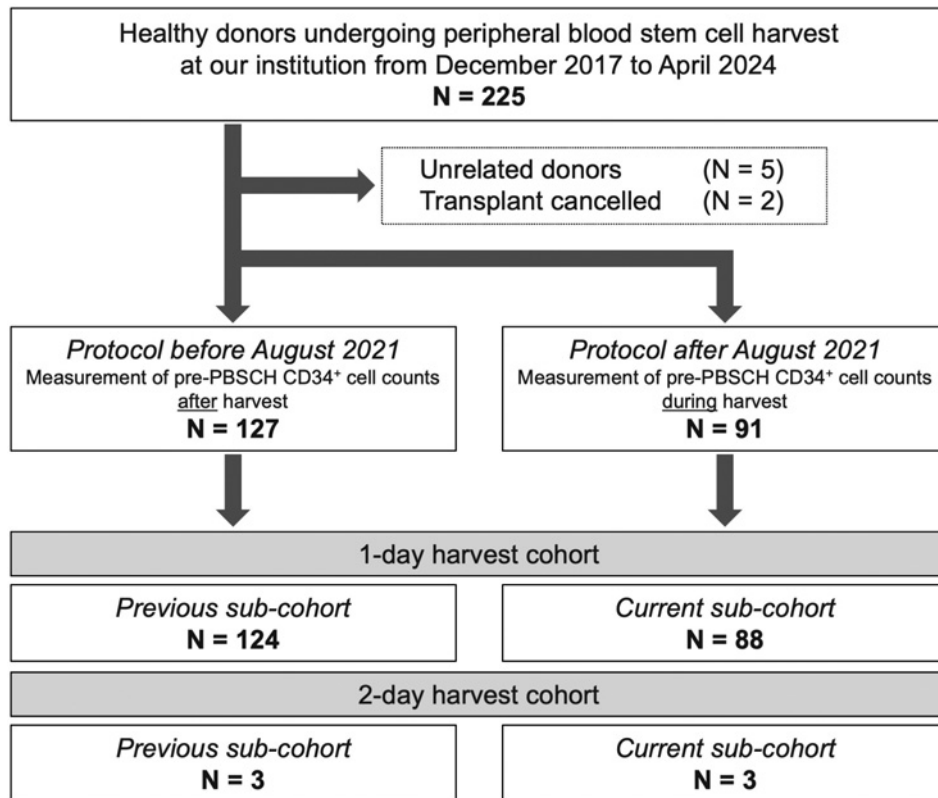 Healthy donors undergoing peripheral blood stem cell harvest
at our institution from December 2017 to April 2024
N = 225
Unrelated donors (N = 5)
Transplant cancelled (N = 2)
Protocol before August 2021
Measurement of pre-PBSCH CD34⁺ cell counts
after harvest
N = 127
Protocol after August 2021
Measurement of pre-PBSCH CD34⁺ cell counts
during harvest
N = 91
1-day harvest cohort
Previous sub-cohort
N = 124
Current sub-cohort
N = 88
2-day harvest cohort
Previous sub-cohort
N = 3
Current sub-cohort
N = 3